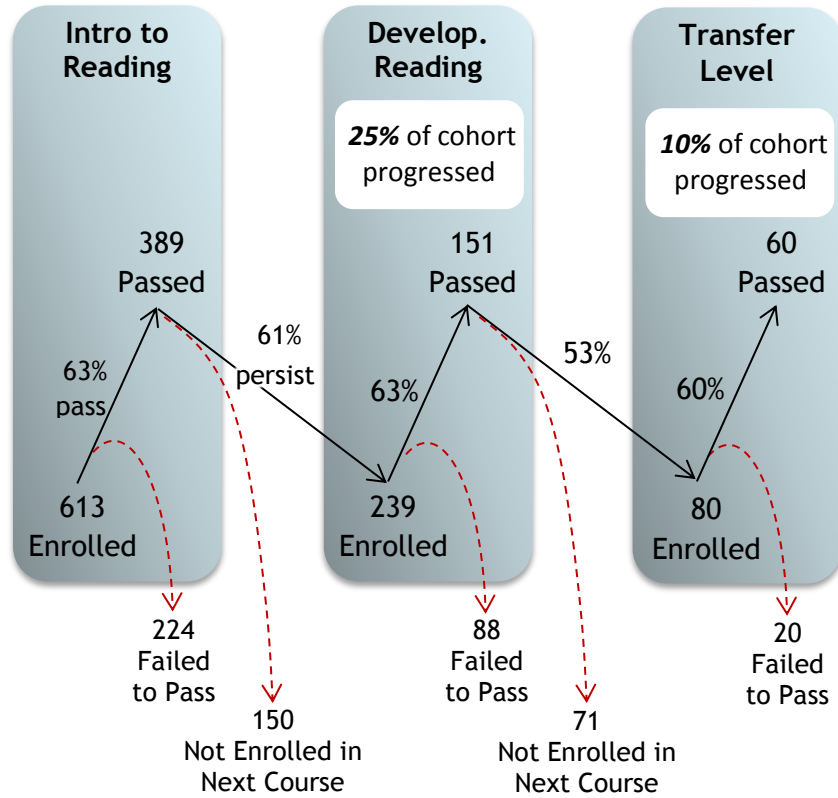 Intro to
Reading
Develop.
Reading
Transfer
Level
25% of cohort
progressed
10% of cohort
progressed
389
Passed
151
Passed
60
Passed
61%
persist
53%
63%
pass
63%
60%
613
Enrolled
239
Enrolled
80
Enrolled
224
Failed
to Pass
88
Failed
to Pass
20
Failed
to Pass
150
Not Enrolled in
Next Course
71
Not Enrolled in
Next Course